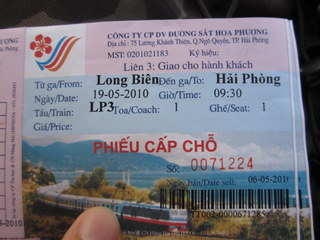 CÔNG TY CP DV ĐƯỜNG SẮT HOA PHƯỢNG
Địa chỉ: 75 Lương Khánh Thiện, Q.Ngô Quyền, TP. Hải Phòng
MST: 0201021183 Ký hiệu:
Liên 3: Giao cho hành khách
Từ ga/From: Long Biên Đến ga/To: Hải Phòng
Ngày/Date: 19-05-2010 Giờ/Time: 09:30
Tàu/Train: LP3 Toa/Coach: 1 Ghế/Seat: 1
Giá/Price:
PHIẾU CẤP CHỖ
Số: 0071224
Ngày bán/Date sell: 06-05-2010